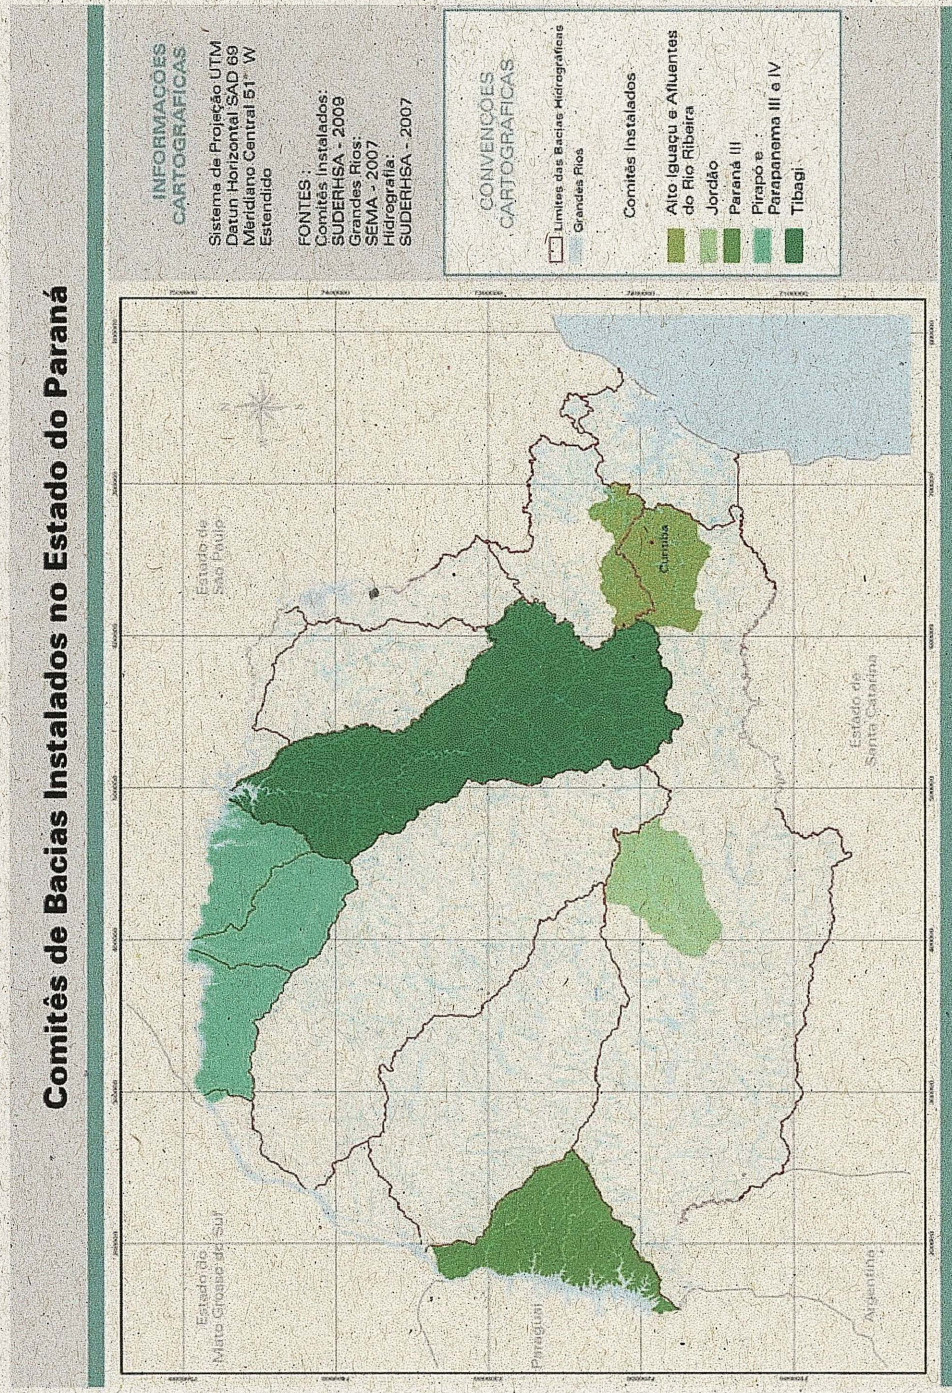 Comitês de Bacias Instalados no Estado do Paraná
INFORMAÇÕES
CARTOGRÁFICAS
Sistema de Projeção UTM
Datun Horizontal SAD 69
Meridiano Central 51° W
Estendido
FONTES:
Comitês Instalados:
SUDERHSA - 2009
Grandes Rios:
SEMA - 2007
Hidrografia:
SUDERHSA - 2007
CONVENÇÕES
CARTOGRÁFICAS
Limites das Bacias Hidrográficas
Grandes Rios
Comitês Instalados
Alto Iguaçu e Afluentes
do Rio Ribeira
Jordão
Paraná III
Pirapó e
Parapanema III e IV
Tibagi
Estado de
São Paulo
Estado do
Mato Grosso do Sul
Curitiba
Paraguai
Argentina
Estado de
Santa Catarina